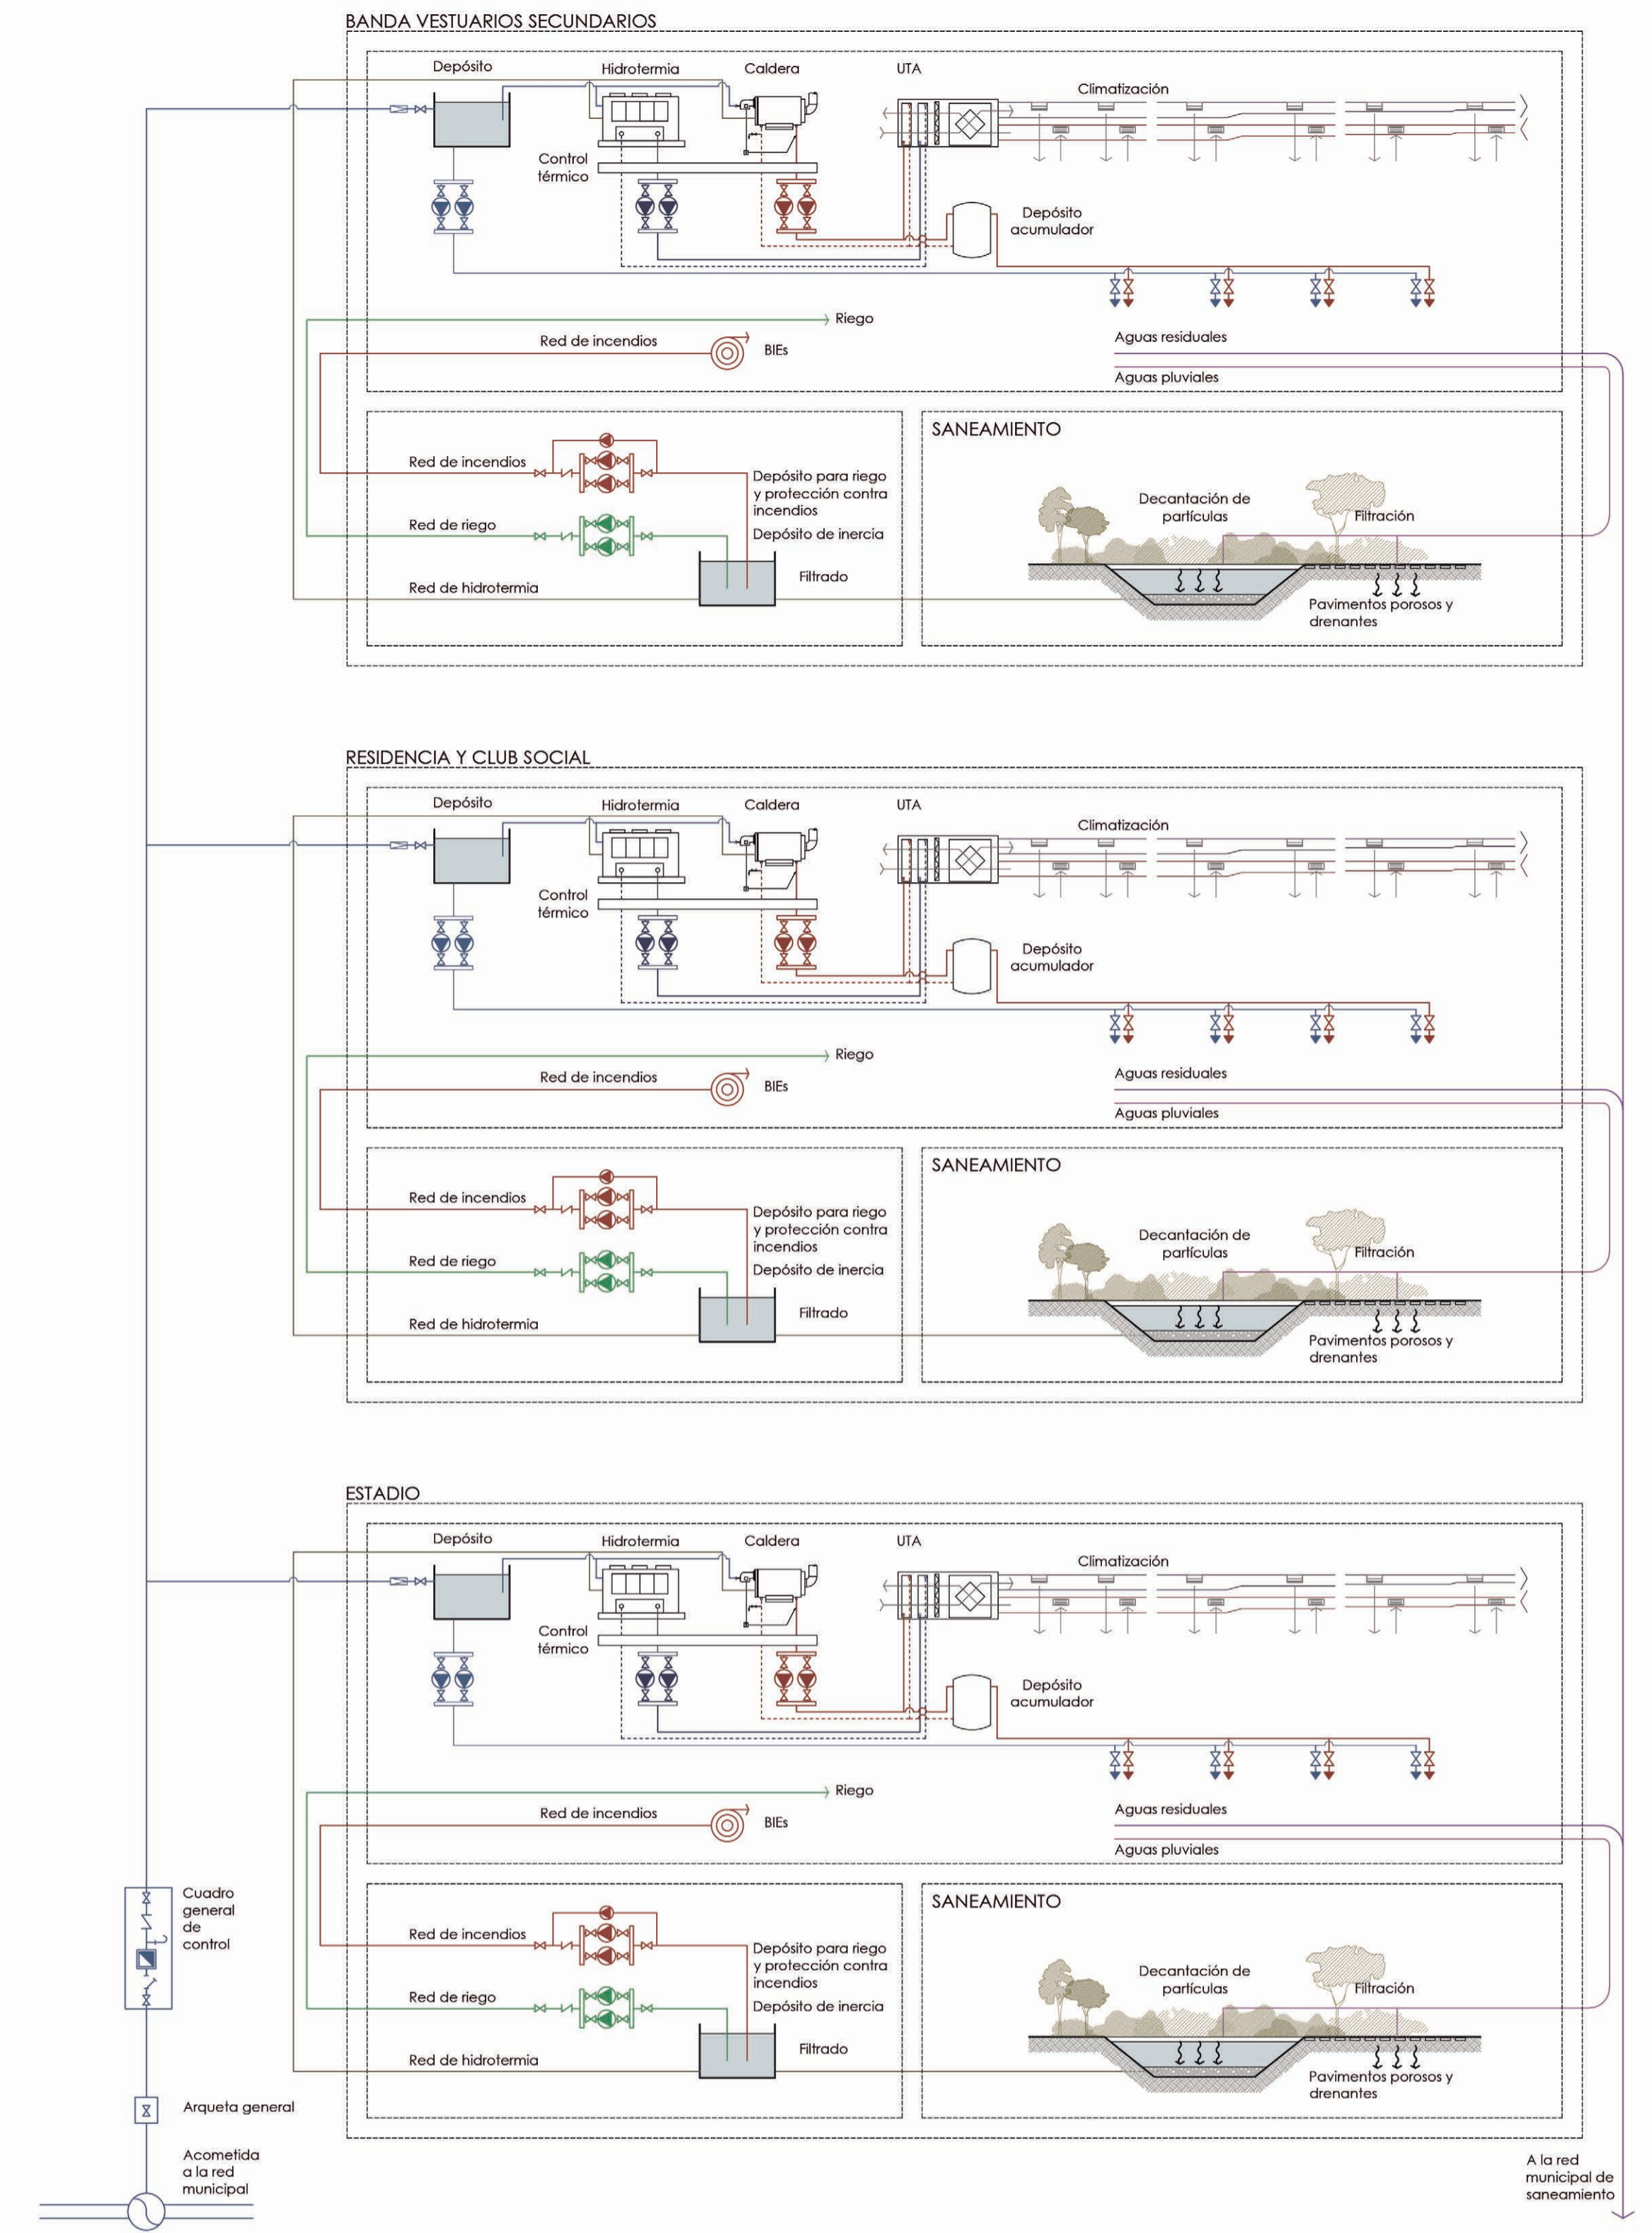 BANDA VESTUARIOS SECUNDARIOS
Depósito
Hidrotermia
Caldera
UTA
Climatización
Control
térmico
Depósito
acumulador
Riego
Red de incendios
BIEs
Aguas residuales
Aguas pluviales
Red de incendios
Depósito para riego
y protección contra
incendios
Red de riego
Depósito de inercia
Filtrado
Red de hidrotermia
SANEAMIENTO
Decantación de
partículas
Filtración
Pavimentos porosos y
drenantes
RESIDENCIA Y CLUB SOCIAL
Depósito
Hidrotermia
Caldera
UTA
Climatización
Control
térmico
Depósito
acumulador
Riego
Red de incendios
BIEs
Aguas residuales
Aguas pluviales
Red de incendios
Depósito para riego
y protección contra
incendios
Red de riego
Depósito de inercia
Filtrado
Red de hidrotermia
SANEAMIENTO
Decantación de
partículas
Filtración
Pavimentos porosos y
drenantes
ESTADIO
Depósito
Hidrotermia
Caldera
UTA
Climatización
Control
térmico
Depósito
acumulador
Riego
Red de incendios
BIEs
Aguas residuales
Aguas pluviales
Red de incendios
Depósito para riego
y protección contra
incendios
Red de riego
Depósito de inercia
Filtrado
Red de hidrotermia
SANEAMIENTO
Decantación de
partículas
Filtración
Pavimentos porosos y
drenantes
Cuadro
general
de
control
Arqueta general
Acometida
a la red
municipal
A la red
municipal de
saneamiento